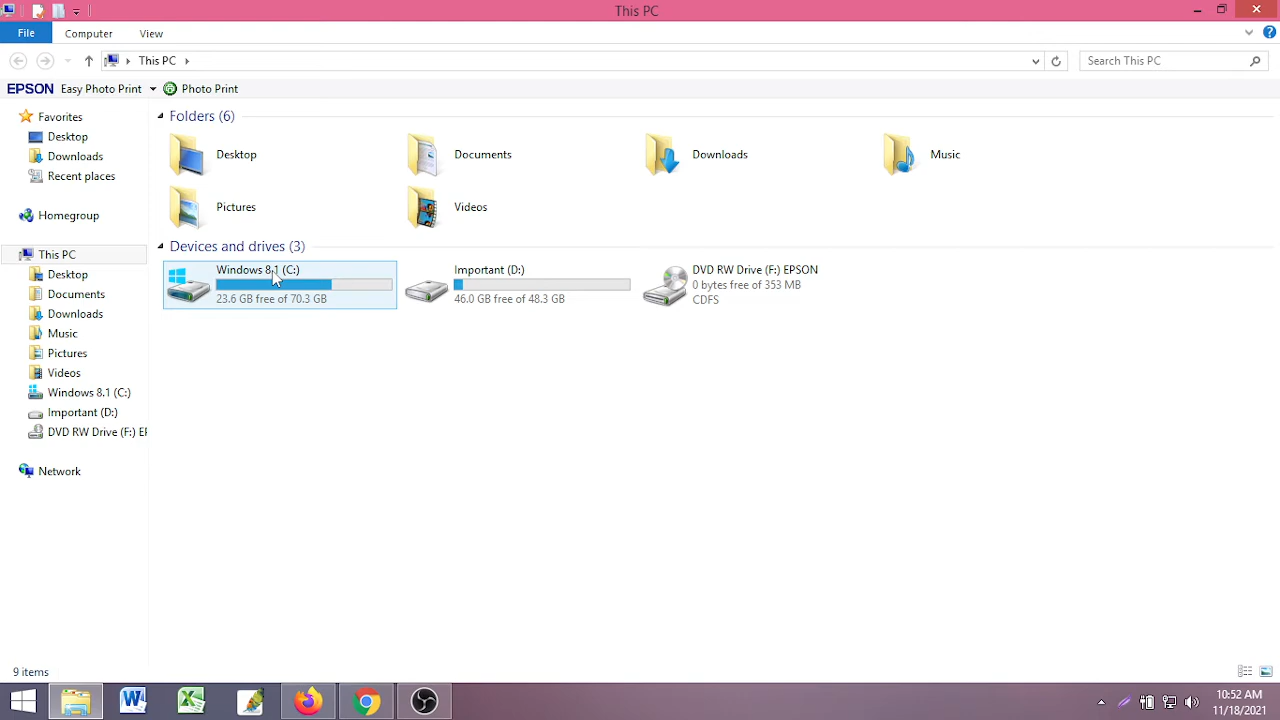 This PC
File
Computer
View
This PC
Search This PC
EPSON Easy Photo Print
Photo Print
Favorites
Desktop
Downloads
Recent places
Homegroup
This PC
Desktop
Documents
Downloads
Music
Pictures
Videos
Windows 8.1 (C:)
Important (D:)
DVD RW Drive (F:) EP
Network
Folders (6)
Desktop
Documents
Downloads
Music
Pictures
Videos
Devices and drives (3)
Windows 8.1 (C:)
23.6 GB free of 70.3 GB
Important (D:)
46.0 GB free of 48.3 GB
DVD RW Drive (F:) EPSON
0 bytes free of 353 MB
CDFS
9 items
10:52 AM
11/18/2021